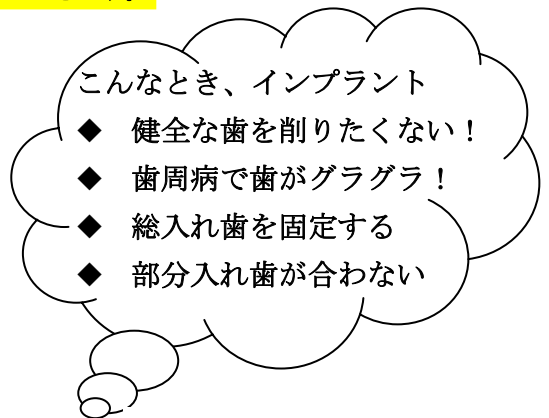 こんなとき、インプラント
◆ 健全な歯を削りたくない！
◆ 歯周病で歯がグラグラ！
◆ 総入れ歯を固定する
◆ 部分入れ歯が合わない